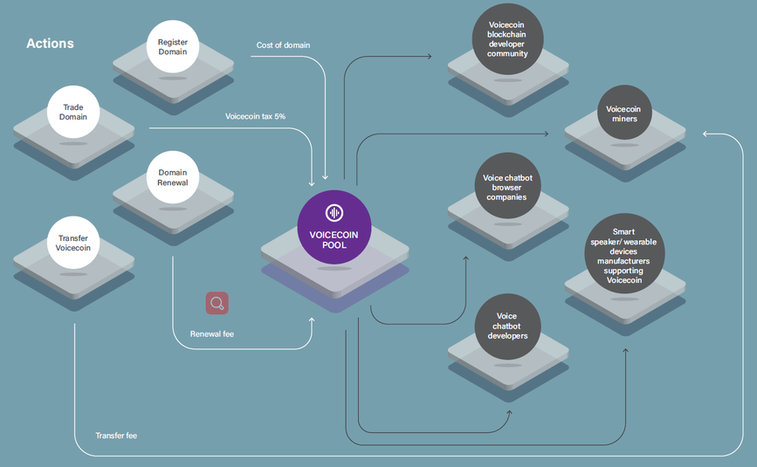 Actions
Register
Domain
Cost of domain
Voicecoin
blockchain
developer
community
Trade
Domain
Voicecoin tax 5%
Voicecoin
miners
Domain
Renewal
Voice chatbot
browser
companies
Transfer
Voicecoin
VOICECOIN
POOL
Smart
speaker/ wearable
devices
manufacturers
supporting
Voicecoin
Renewal fee
Voice
chatbot
developers
Transfer fee